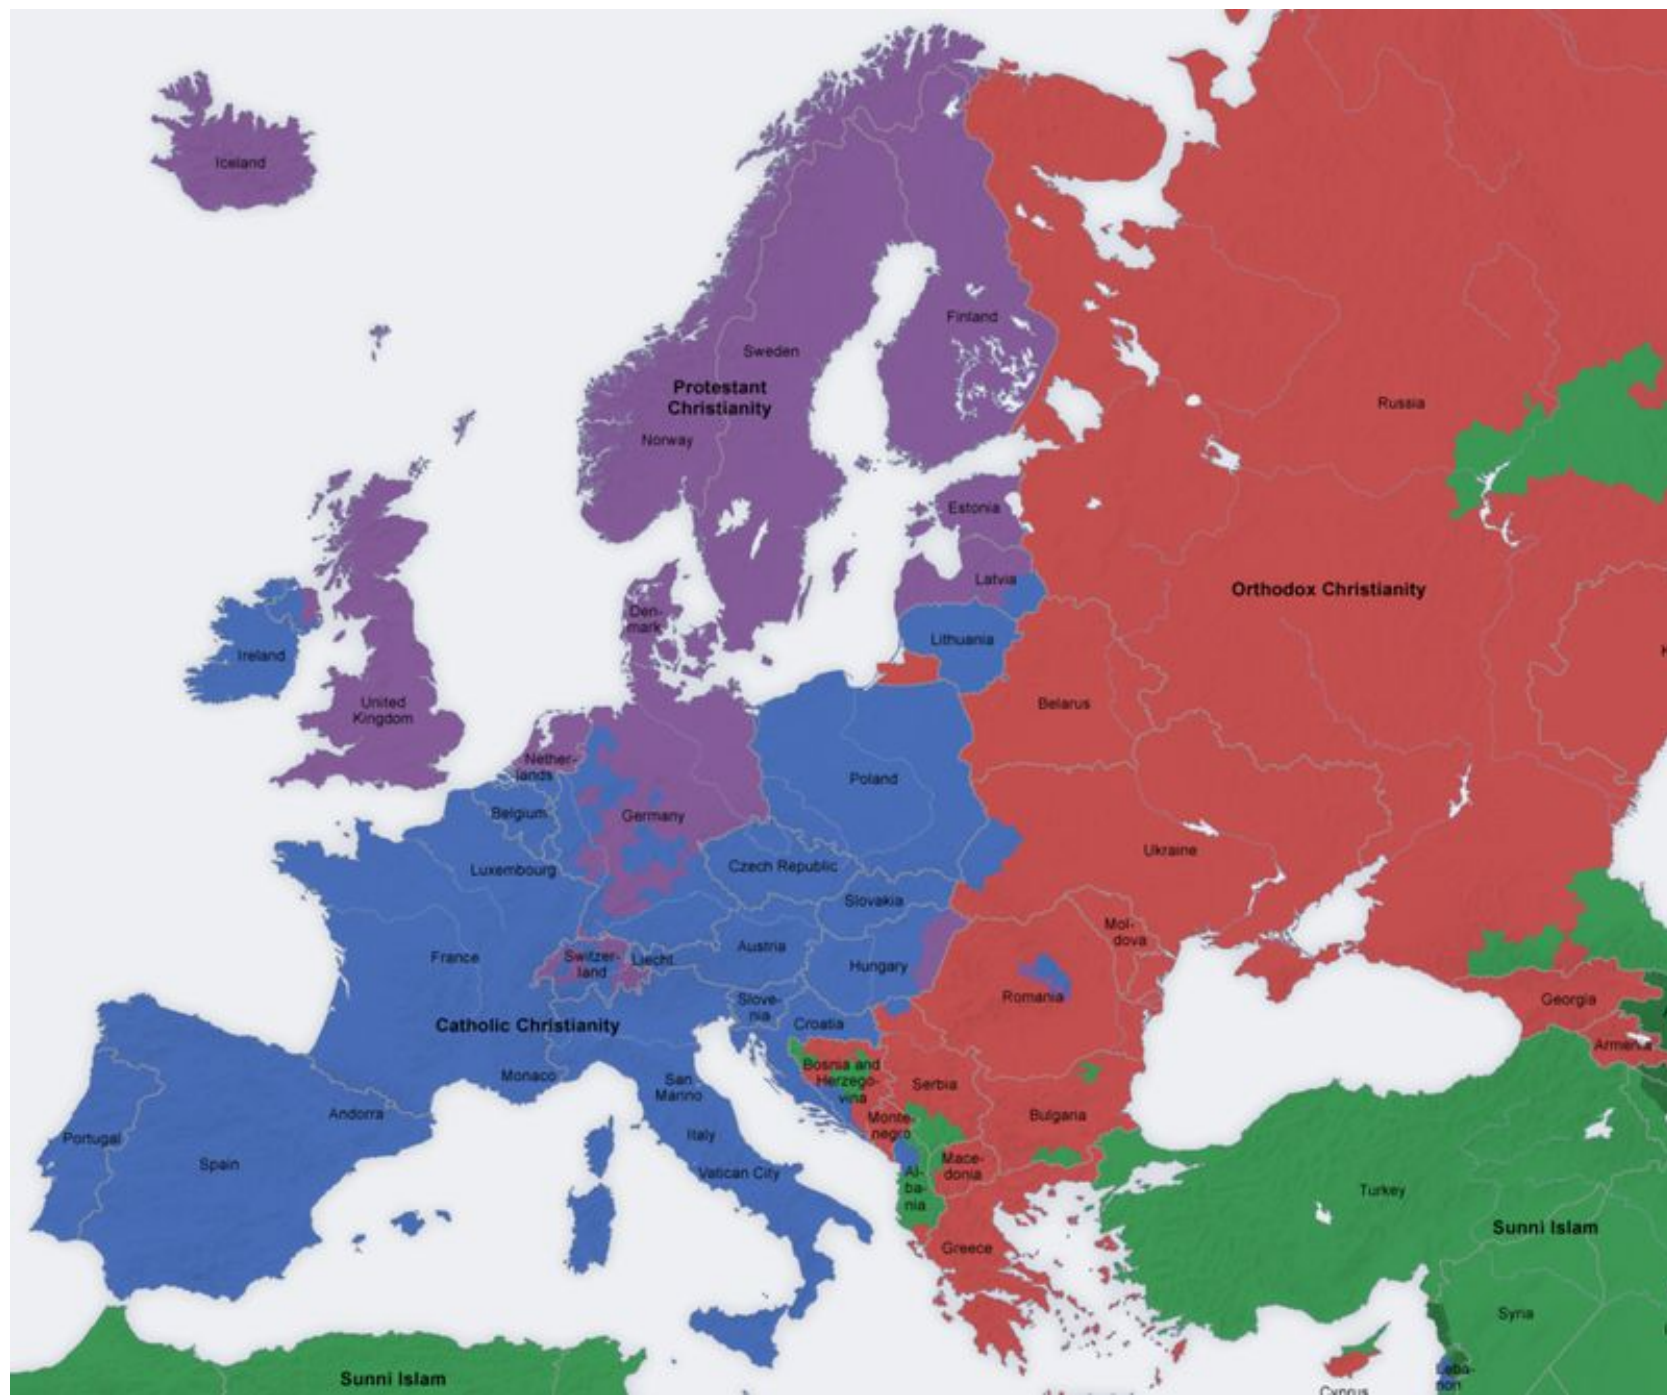 Iceland
Finland
Sweden
Protestant
Christianity
Norway
Russia
Estonia
Latvia
Orthodox Christianity
Den-
mark
Lithuania
Ireland
United
Kingdom
Belarus
Nether-
lands
Poland
Belgium
Germany
Ukraine
Luxembourg
Czech Republic
Slovakia
Mol-
dova
France
Switzer-
land
Liecht.
Austria
Hungary
Romania
Slove-
nia
Georgia
Catholic Christianity
Croatia
Armenia
Bosnia and
Herzego-
vina
Monaco
San
Marino
Serbia
Andorra
Monte-
negro
Bulgaria
Portugal
Italy
Spain
Vatican City
Al-
ba-
nia
Mace-
donia
Turkey
Sunni Islam
Greece
Syria
Sunni Islam
Leba-
non
Cyprus